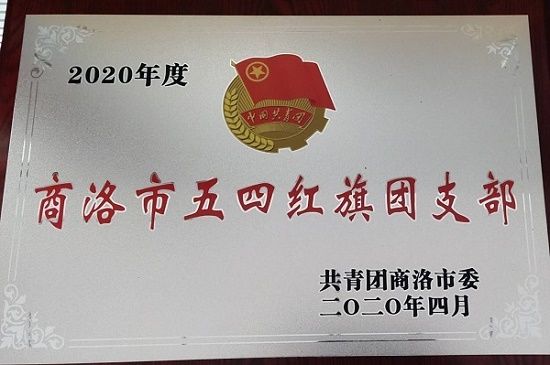 2020年度
中国共青团
商洛市五四红旗团支部
共青团商洛市委
二〇二〇年四月